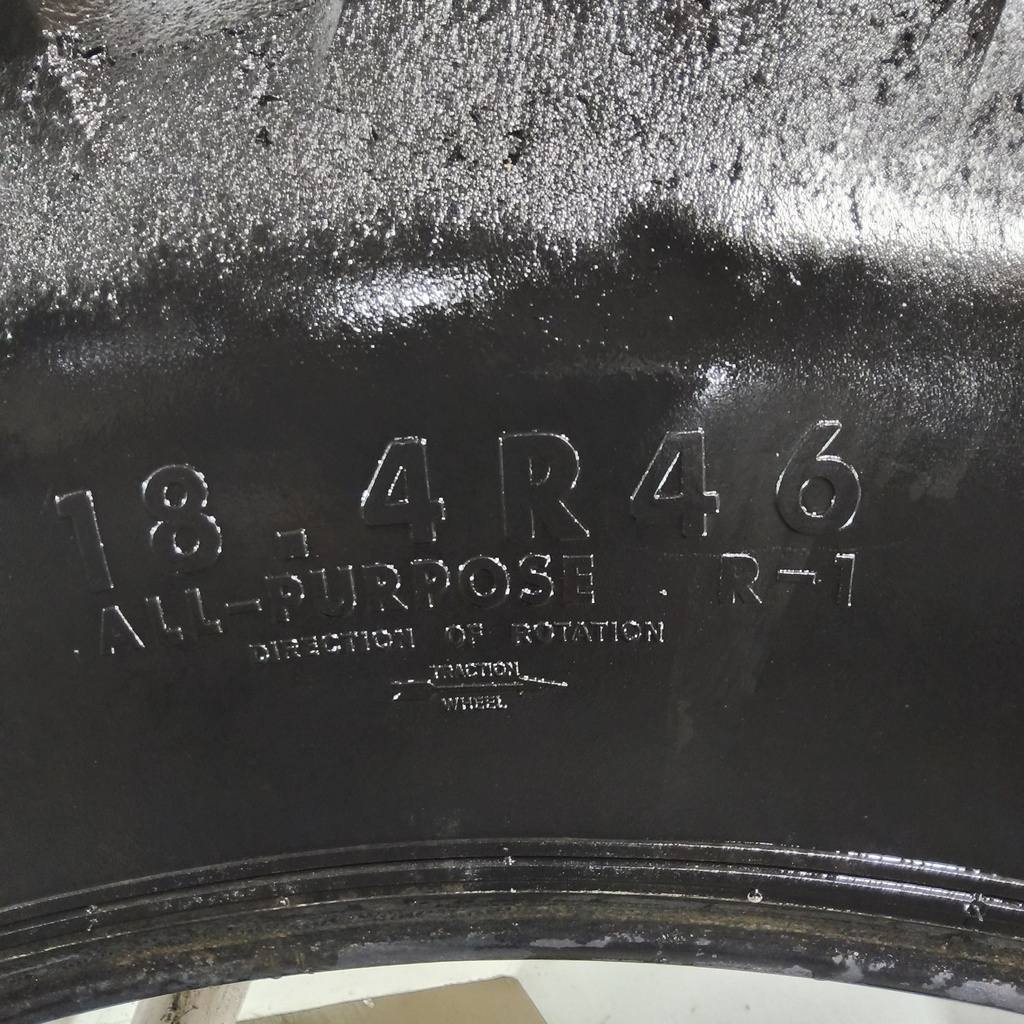 18.4R46
ALL-PURPOSE R-1
DIRECTION OF ROTATION
TRACTION
WHEEL